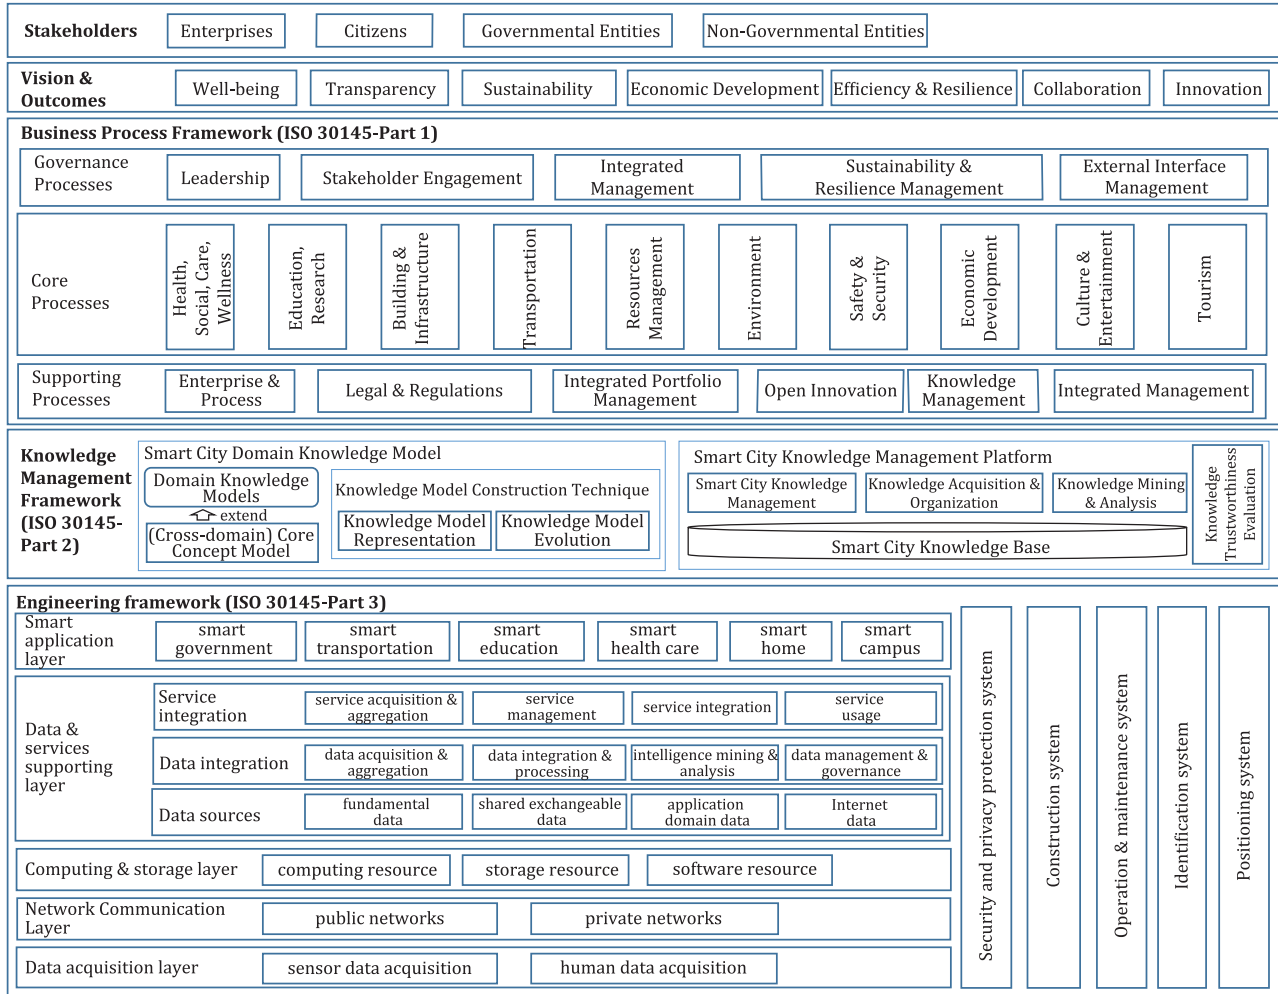 Stakeholders
Enterprises
Citizens
Governmental Entities
Non-Governmental Entities
Vision &
Outcomes
Well-being
Transparency
Sustainability
Economic Development
Efficiency & Resilience
Collaboration
Innovation
Business Process Framework (ISO 30145-Part 1)
Governance
Processes
Leadership
Stakeholder Engagement
Integrated
Management
Sustainability &
Resilience Management
External Interface
Management
Core
Processes
Health,
Social, Care,
Wellness
Education,
Research
Building &
Infrastructure
Transportation
Resources
Management
Environment
Safety &
Security
Economic
Development
Culture &
Entertainment
Tourism
Supporting
Processes
Enterprise &
Process
Legal & Regulations
Integrated Portfolio
Management
Open Innovation
Knowledge
Management
Integrated Management
Knowledge
Management
Framework
(ISO 30145-
Part 2)
Smart City Domain Knowledge Model
Domain Knowledge
Models
extend
(Cross-domain) Core
Concept Model
Knowledge Model Construction Technique
Knowledge Model
Representation
Knowledge Model
Evolution
Smart City Knowledge Management Platform
Smart City Knowledge
Management
Knowledge Acquisition &
Organization
Knowledge Mining
& Analysis
Smart City Knowledge Base
Knowledge
Trustworthiness
Evaluation
Engineering framework (ISO 30145-Part 3)
Smart
application
layer
smart
government
smart
transportation
smart
education
smart
health care
smart
home
smart
campus
Data &
services
supporting
layer
Service
integration
service acquisition &
aggregation
service
management
service integration
service
usage
Data integration
data acquisition &
aggregation
data integration &
processing
intelligence mining &
analysis
data management &
governance
Data sources
fundamental
data
shared exchangeable
data
application
domain data
Internet
data
Computing & storage layer
computing resource
storage resource
software resource
Network Communication
Layer
public networks
private networks
Data acquisition layer
sensor data acquisition
human data acquisition
Security and privacy protection system
Construction system
Operation & maintenance system
Identification system
Positioning system